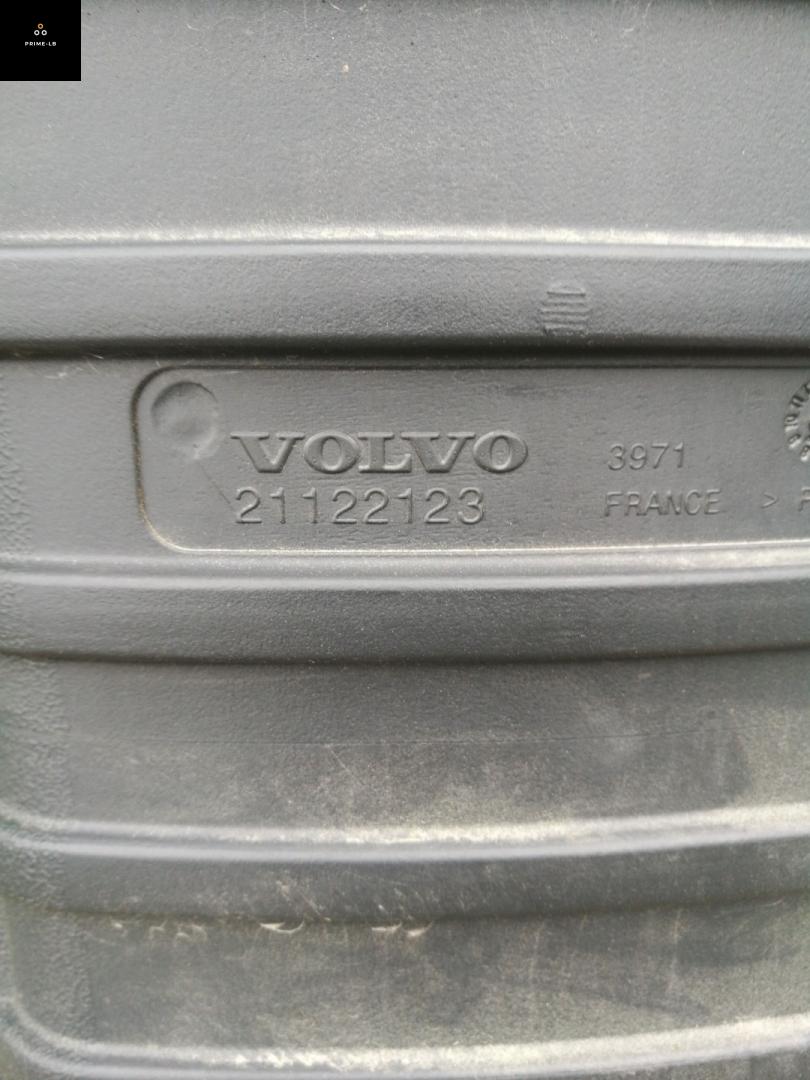 PRIME-LB
VOLVO
21122123
3971
FRANCE >